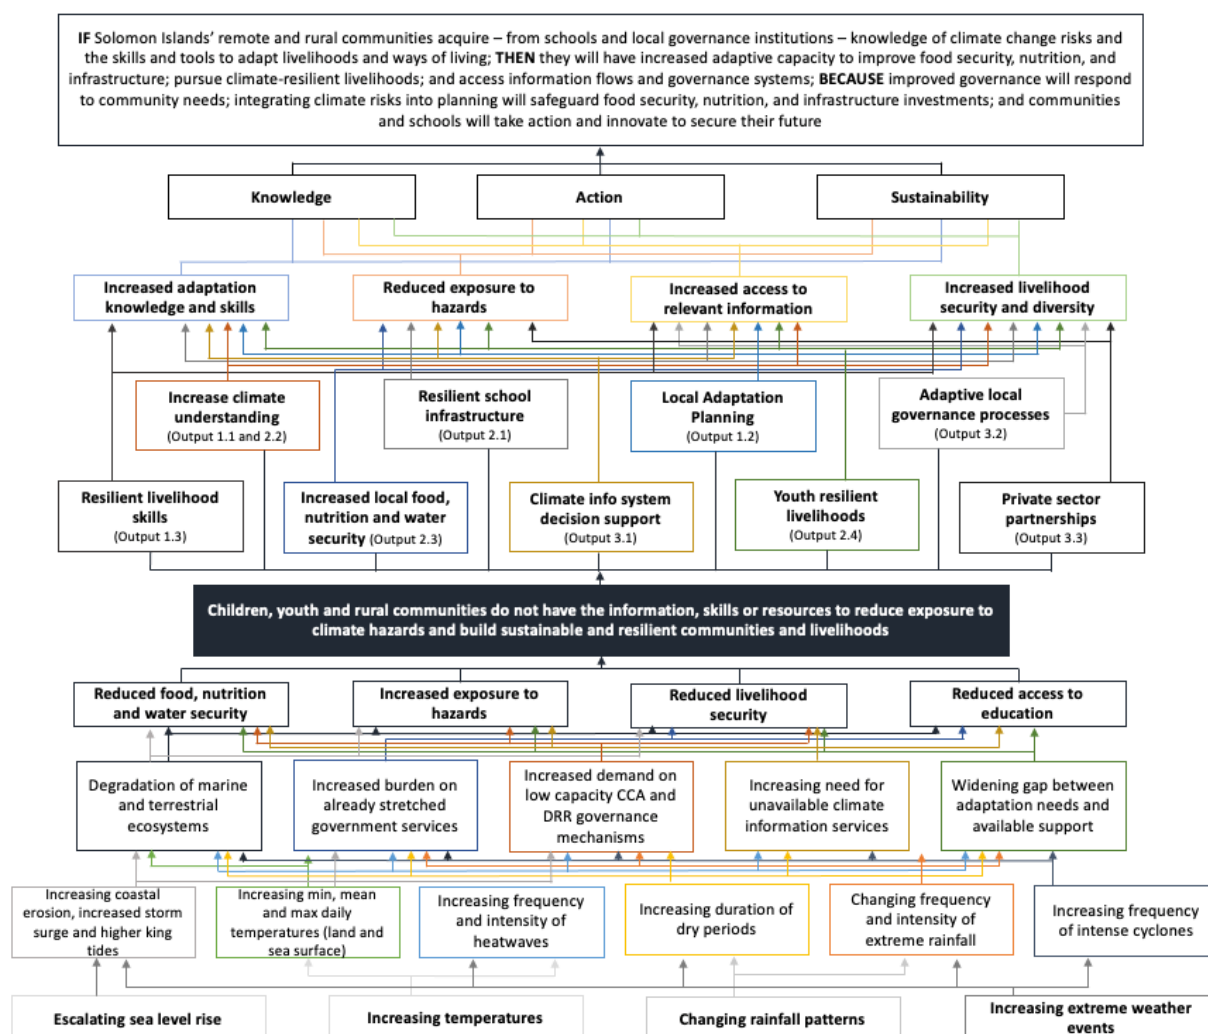 IF Solomon Islands' remote and rural communities acquire – from schools and local governance institutions – knowledge of climate change risks and
the skills and tools to adapt livelihoods and ways of living; THEN they will have increased adaptive capacity to improve food security, nutrition, and
infrastructure; pursue climate-resilient livelihoods; and access information flows and governance systems; BECAUSE improved governance will respond
to community needs; integrating climate risks into planning will safeguard food security, nutrition, and infrastructure investments; and communities
and schools will take action and innovate to secure their future
Knowledge
Action
Sustainability
Increased adaptation
knowledge and skills
Reduced exposure to
hazards
Increased access to
relevant information
Increased livelihood
security and diversity
Increase climate
understanding
(Output 1.1 and 2.2)
Resilient school
infrastructure
(Output 2.1)
Local Adaptation
Planning
(Output 1.2)
Adaptive local
governance processes
(Output 3.2)
Resilient livelihood
skills
(Output 1.3)
Increased local food,
nutrition and water
security (Output 2.3)
Climate info system
decision support
(Output 3.1)
Youth resilient
livelihoods
(Output 2.4)
Private sector
partnerships
(Output 3.3)
Children, youth and rural communities do not have the information, skills or resources to reduce exposure to
climate hazards and build sustainable and resilient communities and livelihoods
Reduced food, nutrition
and water security
Increased exposure to
hazards
Reduced livelihood
security
Reduced access to
education
Degradation of marine
and terrestrial
ecosystems
Increased burden on
already stretched
government services
Increased demand on
low capacity CCA and
DRR governance
mechanisms
Increasing need for
unavailable climate
information services
Widening gap between
adaptation needs and
available support
Increasing coastal
erosion, increased storm
surge and higher king
tides
Increasing min, mean
and max daily
temperatures (land and
sea surface)
Increasing frequency
and intensity of
heatwaves
Increasing duration of
dry periods
Changing frequency
and intensity of
extreme rainfall
Increasing frequency
of intense cyclones
Escalating sea level rise
Increasing temperatures
Changing rainfall patterns
Increasing extreme weather
events